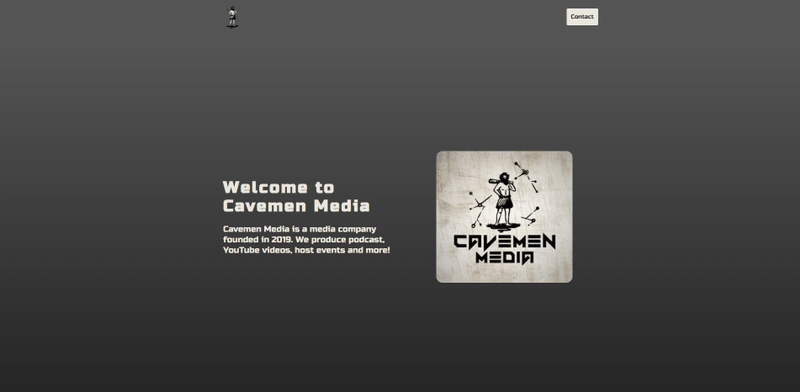 Contact
Welcome to
Cavemen Media
Cavemen Media is a media company
founded in 2019. We produce podcast,
YouTube videos, host events and more!
CAVEMEN
MEDIA